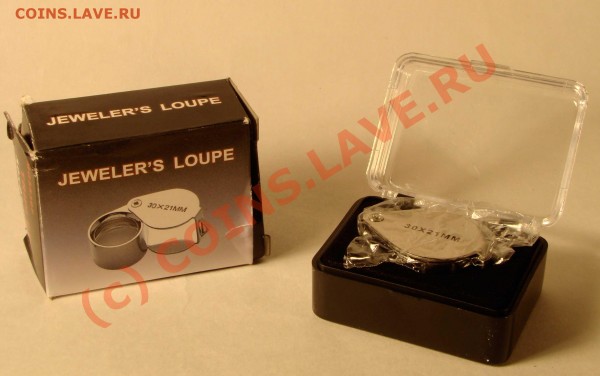 COINS.LAVE.RU
JEWELER'S LOUPE
JEWELER'S LOUPE
30×21MM
30×21MM
(c) COINS.LAVE.RU